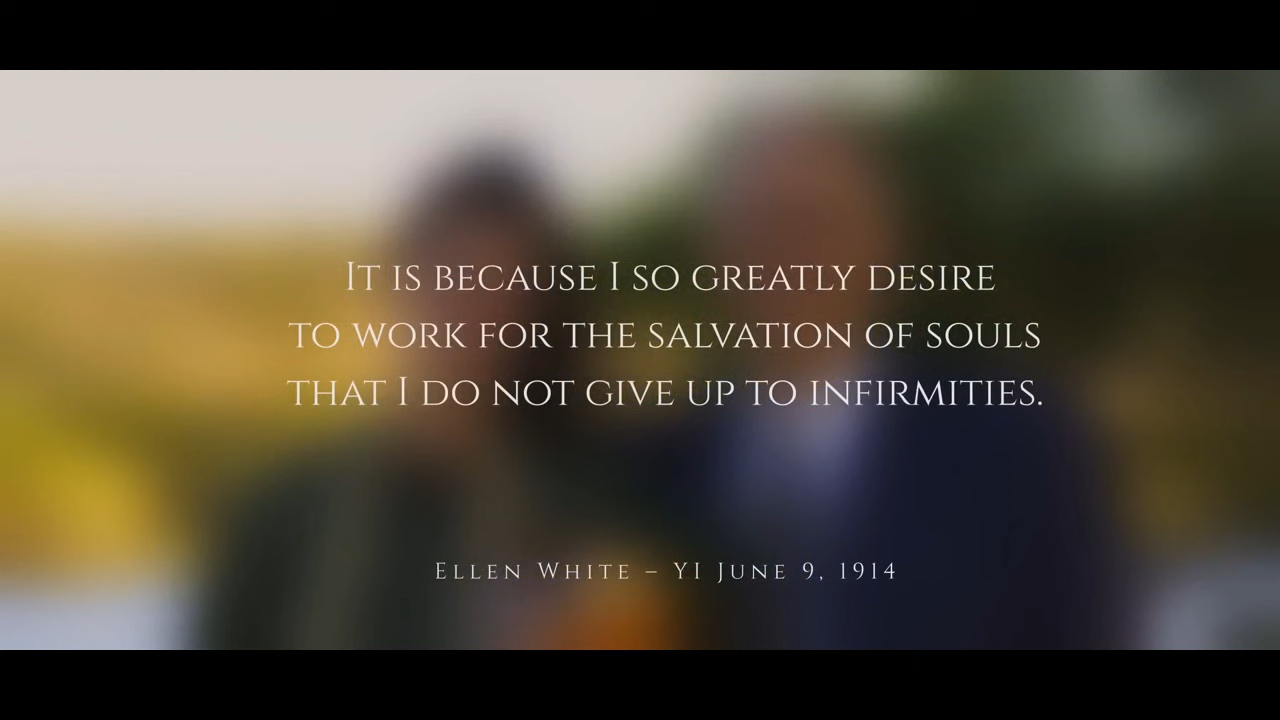 It is because I so greatly desire
to work for the salvation of souls
that I do not give up to infirmities.
Ellen White – YI June 9, 1914